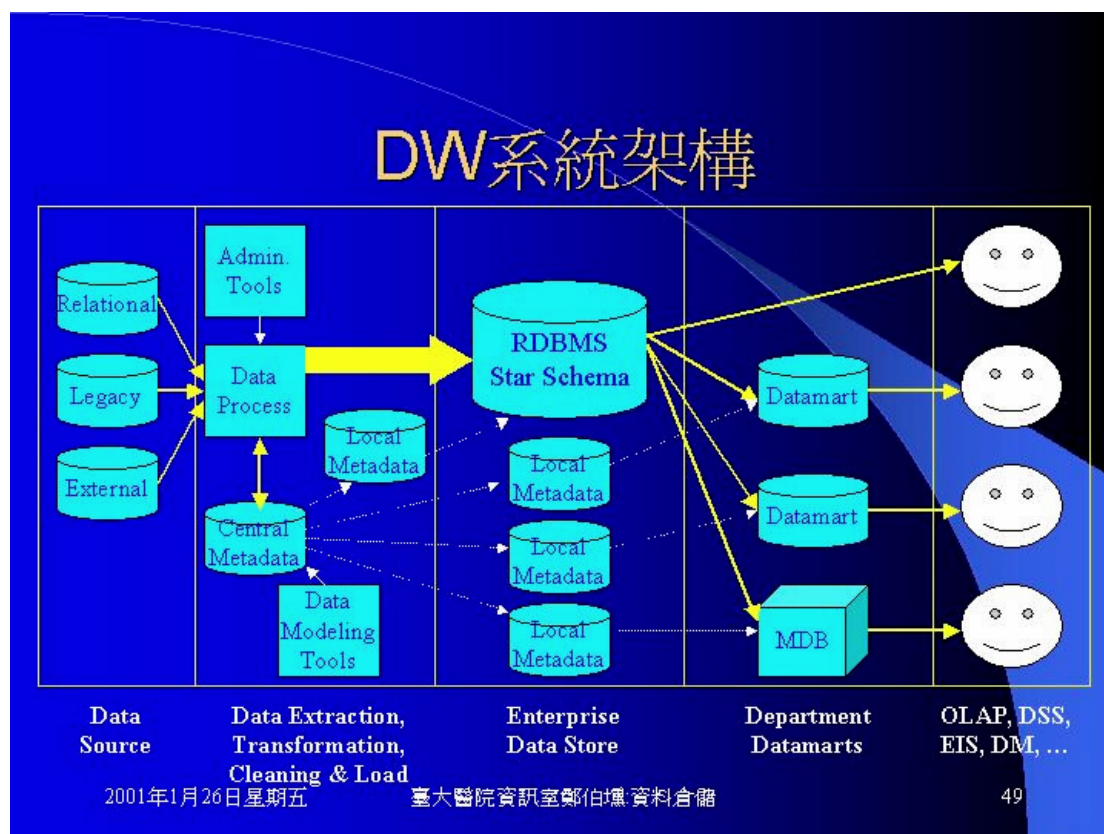 DW系統架構
Relational
Legacy
External
Admin.
Tools
Data
Process
Local
Metadata
Central
Metadata
Data
Modeling
Tools
RDBMS
Star Schema
Local
Metadata
Local
Metadata
Local
Metadata
Datamart
Datamart
MDB
Data
Source
Data Extraction,
Transformation,
Cleaning & Load
Enterprise
Data Store
Department
Datamarts
OLAP, DSS,
EIS, DM, ...
2001年1月26日星期五
臺大醫院資訊室鄭伯壎:資料倉儲
49